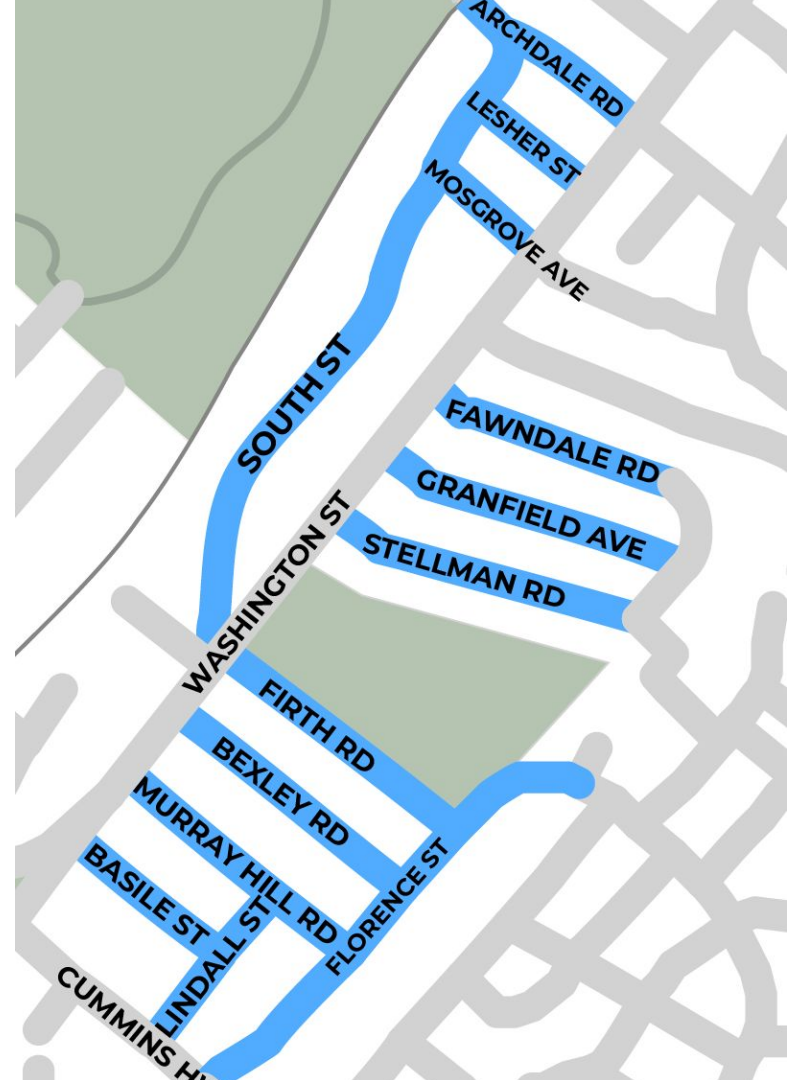 ARCHDALE RD
LESHER ST
MOSGROVE AVE
SOUTH ST
FAWNDALE RD
GRANFIELD AVE
STELLMAN RD
WASHINGTON ST
FIRTH RD
BEXLEY RD
MURRAY HILL RD
BASILE ST
LINDALL ST
FLORENCE ST
CUMMINS